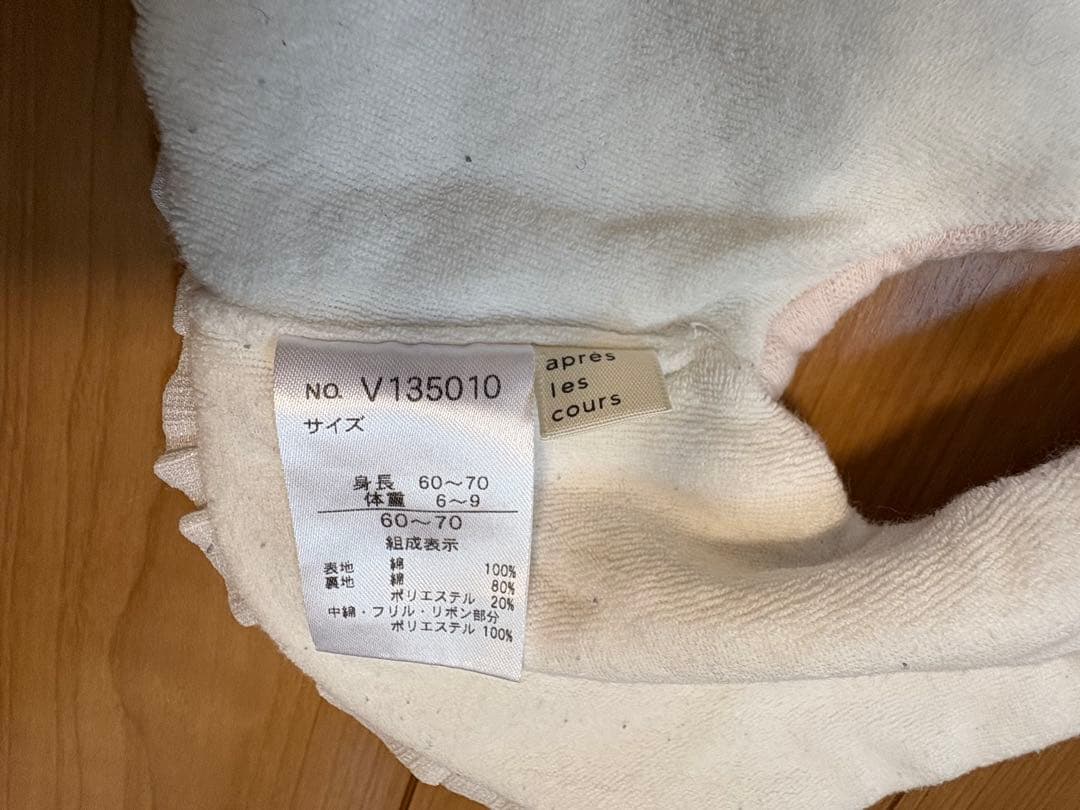 NO. V135010
サイズ
身長 60～70
体重 6～9
60～70
組成表示
表地 綿 100%
裏地 綿 80%
ポリエステル 20%
中綿・フリル・リボン部分
ポリエステル 100%
après
les
cours